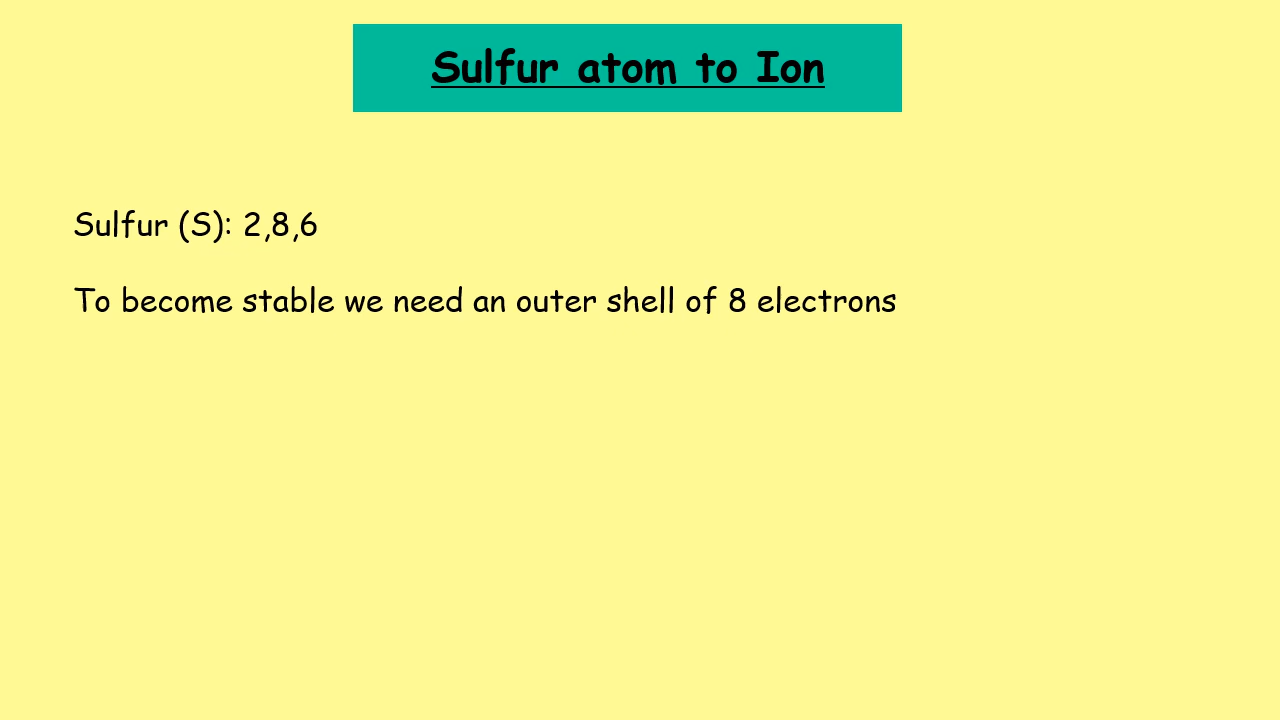 Sulfur atom to Ion
Sulfur (S): 2,8,6
To become stable we need an outer shell of 8 electrons